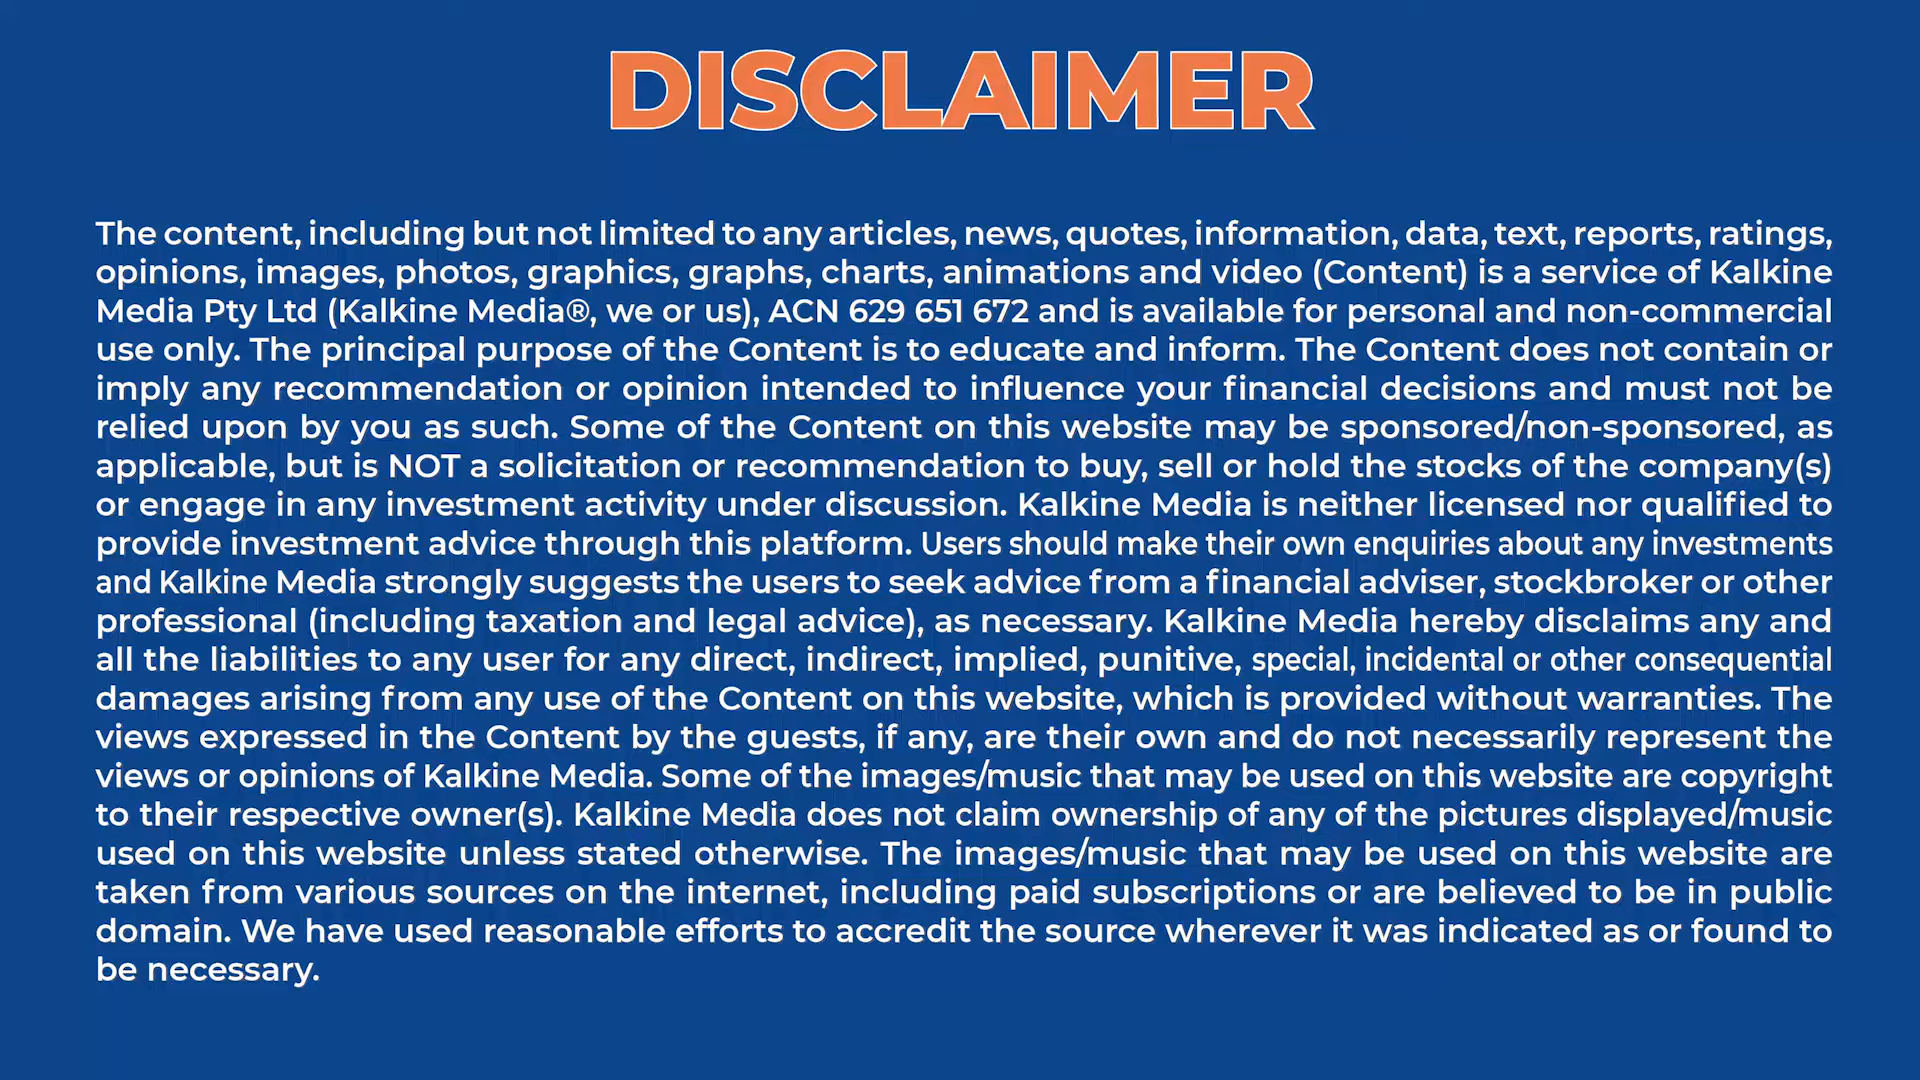 DISCLAIMER
The content, including but not limited to any articles, news, quotes, information, data, text, reports, ratings,
opinions, images, photos, graphics, graphs, charts, animations and video (Content) is a service of Kalkine
Media Pty Ltd (Kalkine Media®, we or us), ACN 629 651 672 and is available for personal and non-commercial
use only. The principal purpose of the Content is to educate and inform. The Content does not contain or
imply any recommendation or opinion intended to influence your financial decisions and must not be
relied upon by you as such. Some of the Content on this website may be sponsored/non-sponsored, as
applicable, but is NOT a solicitation or recommendation to buy, sell or hold the stocks of the company(s)
or engage in any investment activity under discussion. Kalkine Media is neither licensed nor qualified to
provide investment advice through this platform. Users should make their own enquiries about any investments
and Kalkine Media strongly suggests the users to seek advice from a financial adviser, stockbroker or other
professional (including taxation and legal advice), as necessary. Kalkine Media hereby disclaims any and
all the liabilities to any user for any direct, indirect, implied, punitive, special, incidental or other consequential
damages arising from any use of the Content on this website, which is provided without warranties. The
views expressed in the Content by the guests, if any, are their own and do not necessarily represent the
views or opinions of Kalkine Media. Some of the images/music that may be used on this website are copyright
to their respective owner(s). Kalkine Media does not claim ownership of any of the pictures displayed/music
used on this website unless stated otherwise. The images/music that may be used on this website are
taken from various sources on the internet, including paid subscriptions or are believed to be in public
domain. We have used reasonable efforts to accredit the source wherever it was indicated as or found to
be necessary.